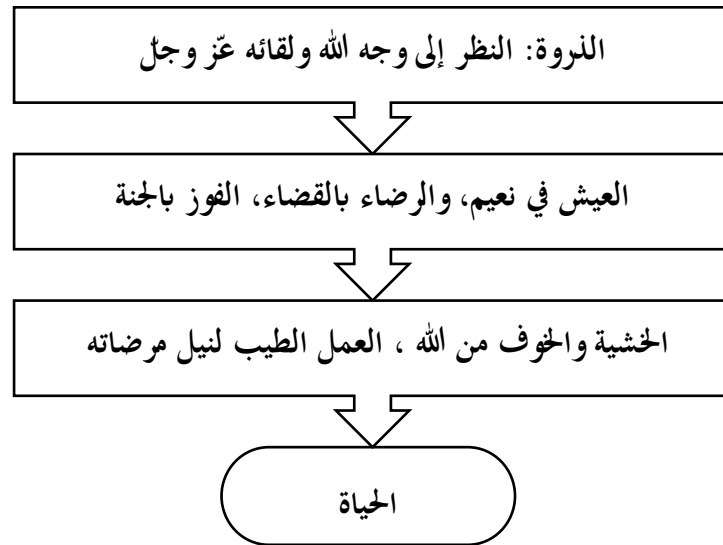 الذروة: النظر إلى وجه الله ولقائه عّز وجلّ
العيش في نعيم، والرضاء بالقضاء، الفوز بالجنة
الخشية والخوف من الله ، العمل الطيب لنيل مرضاته
الحياة